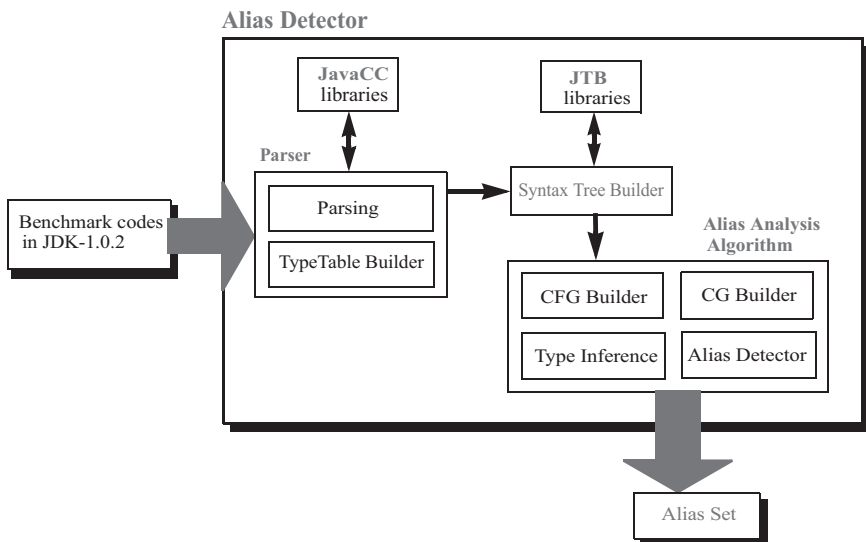 Alias Detector
JavaCC
libraries
JTB
libraries
Parser
Parsing
TypeTable Builder
Syntax Tree Builder
Benchmark codes
in JDK-1.0.2
Alias Analysis
Algorithm
CFG Builder
CG Builder
Type Inference
Alias Detector
Alias Set